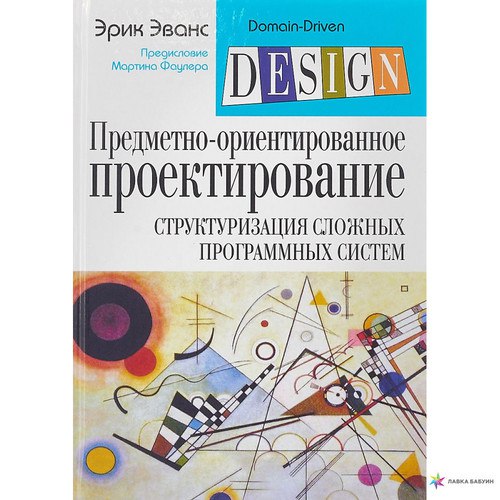 Эрик Эванс
Предисловие
Мартина Фаулера
Domain-Driven
DESIGN
Предметно-ориентированное
проектирование
СТРУКТУРИЗАЦИЯ СЛОЖНЫХ
ПРОГРАММНЫХ СИСТЕМ
ЛАВКА БАБУИН